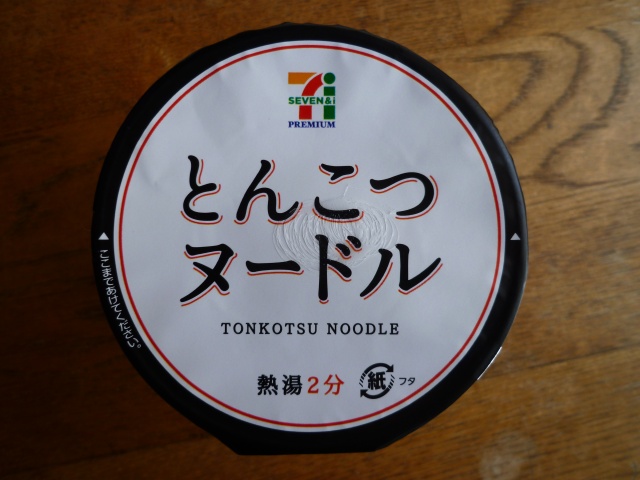 SEVEN&i
PREMIUM
とんこつ
ヌードル
TONKOTSU NOODLE
熱湯2分
紙 フタ
ここまであけてください。